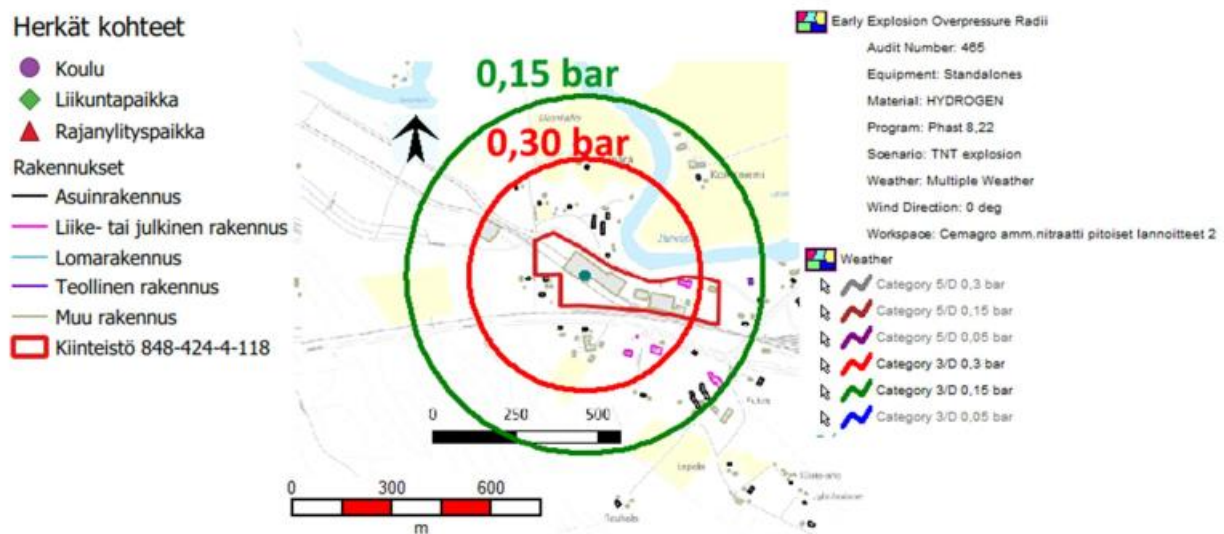 Herkät kohteet
Koulu
Liikuntapaikka
Rajanylityspaikka
Rakennukset
Asuinrakennus
Liike- tai julkinen rakennus
Lomarakennus
Teollinen rakennus
Muu rakennus
Kiinteistö 848-424-4-118
0,15 bar
0,30 bar
0 250 500
0 300 600
m
Early Explosion Overpressure Radii
Audit Number: 465
Equipment: Standalones
Material: HYDROGEN
Program: Phast 8,22
Scenario: TNT explosion
Weather: Multiple Weather
Wind Direction: 0 deg
Workspace: Cemagro amm.nitraatti pitoiset lannoitteet 2
Weather
Category 5/D 0,3 bar
Category 5/D 0,15 bar
Category 5/D 0,05 bar
Category 3/D 0,3 bar
Category 3/D 0,15 bar
Category 3/D 0,05 bar